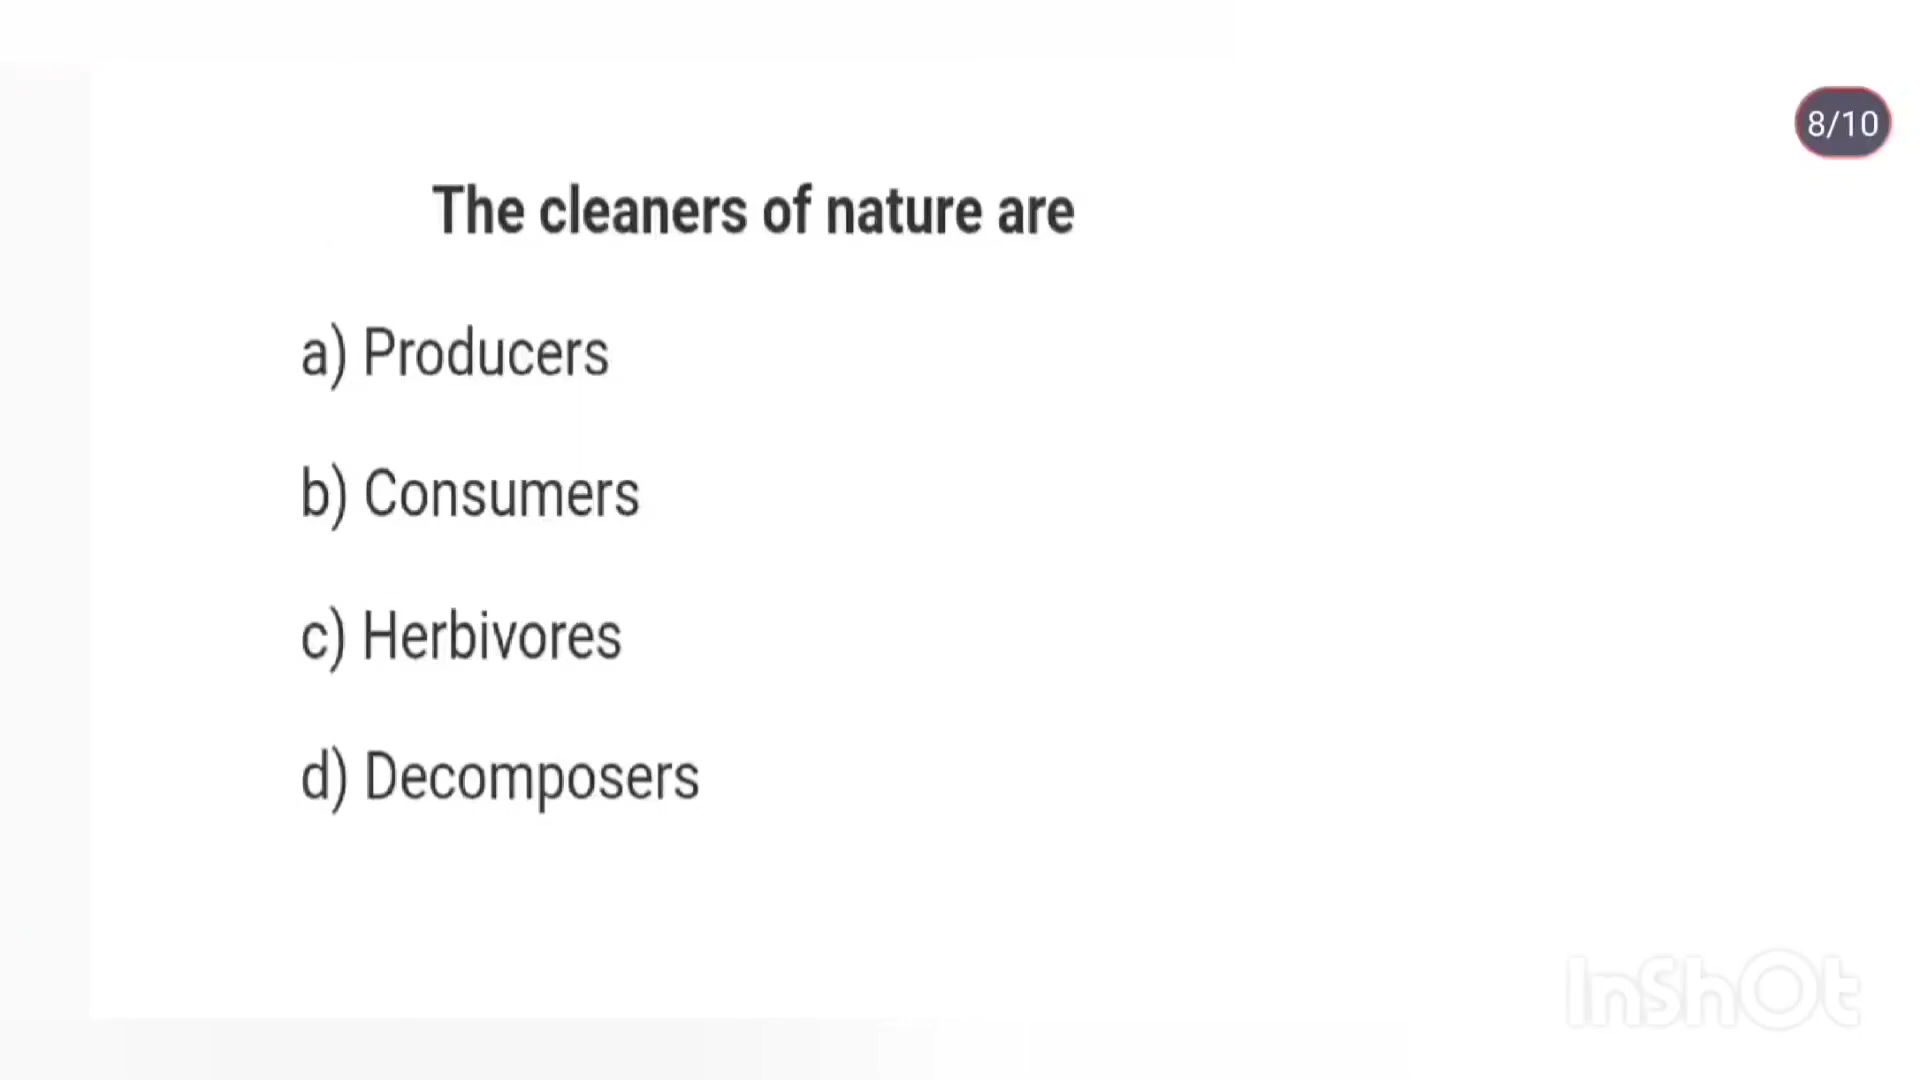 8/10
The cleaners of nature are
a) Producers
b) Consumers
c) Herbivores
d) Decomposers
InShOt